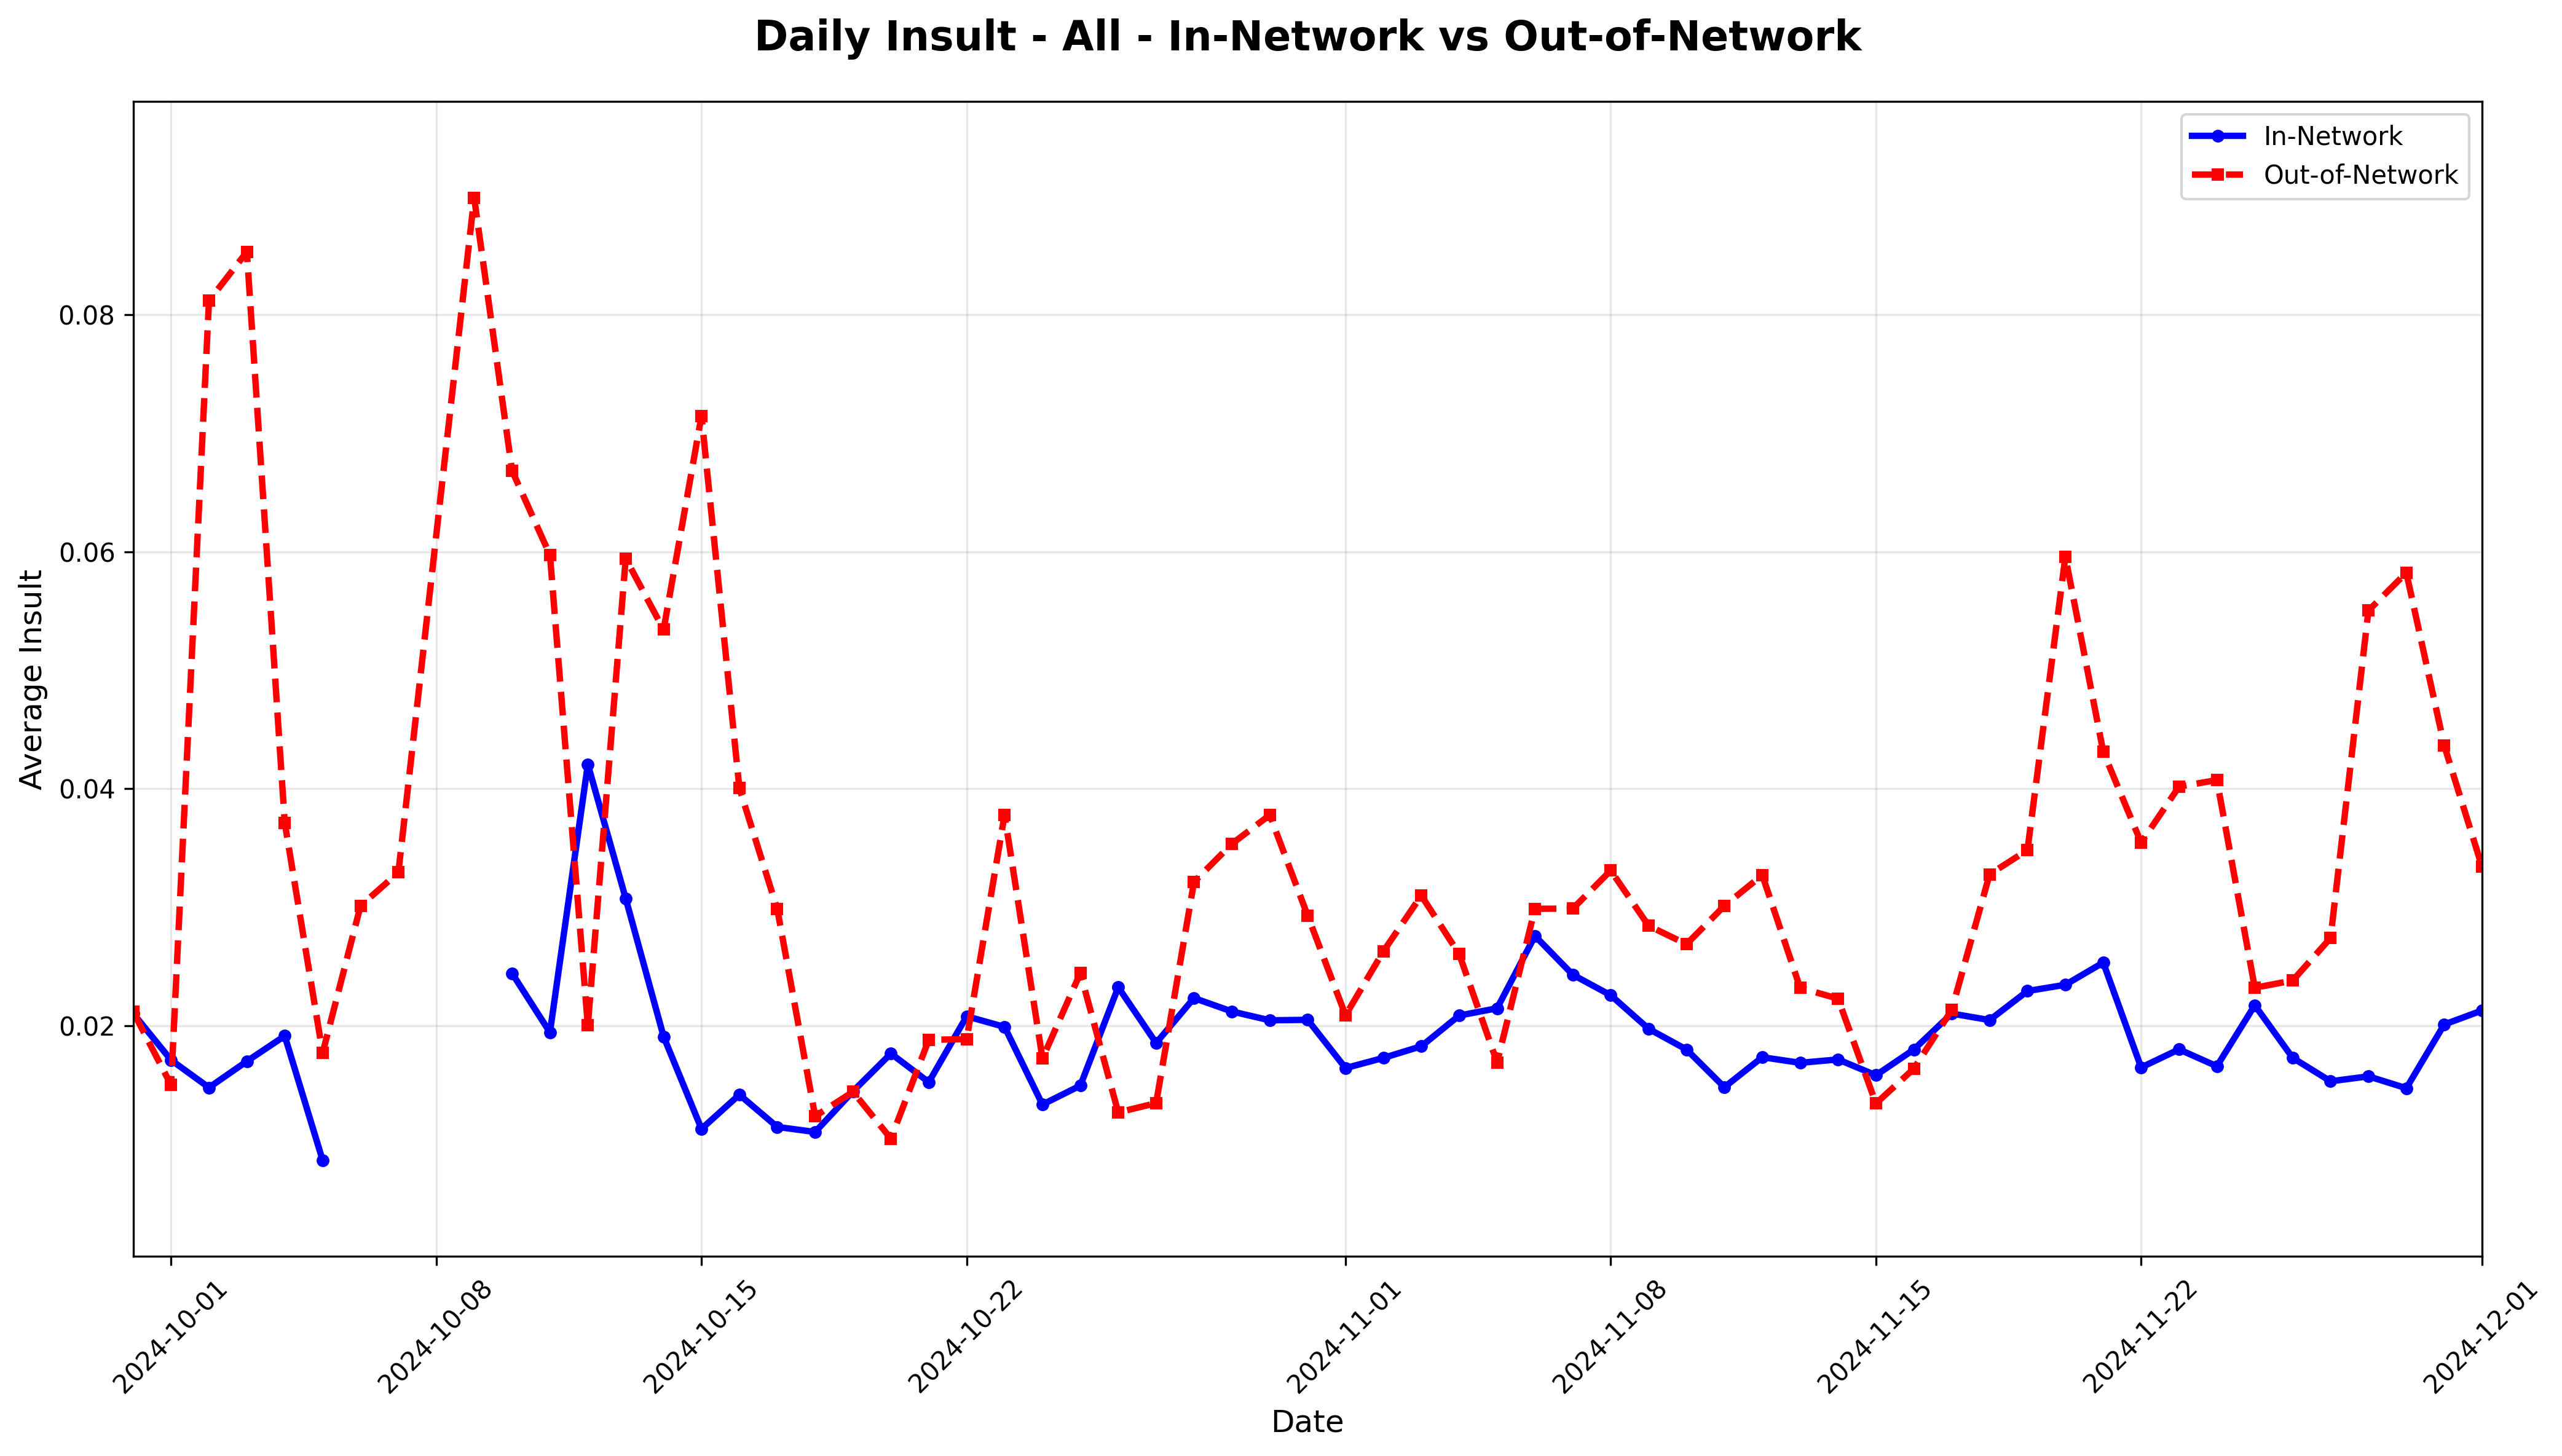 Daily Insult - All - In-Network vs Out-of-Network
In-Network
Out-of-Network
Average Insult
0.08
0.06
0.04
0.02
2024-10-01
2024-10-08
2024-10-15
2024-10-22
2024-11-01
2024-11-08
2024-11-15
2024-11-22
2024-12-01
Date